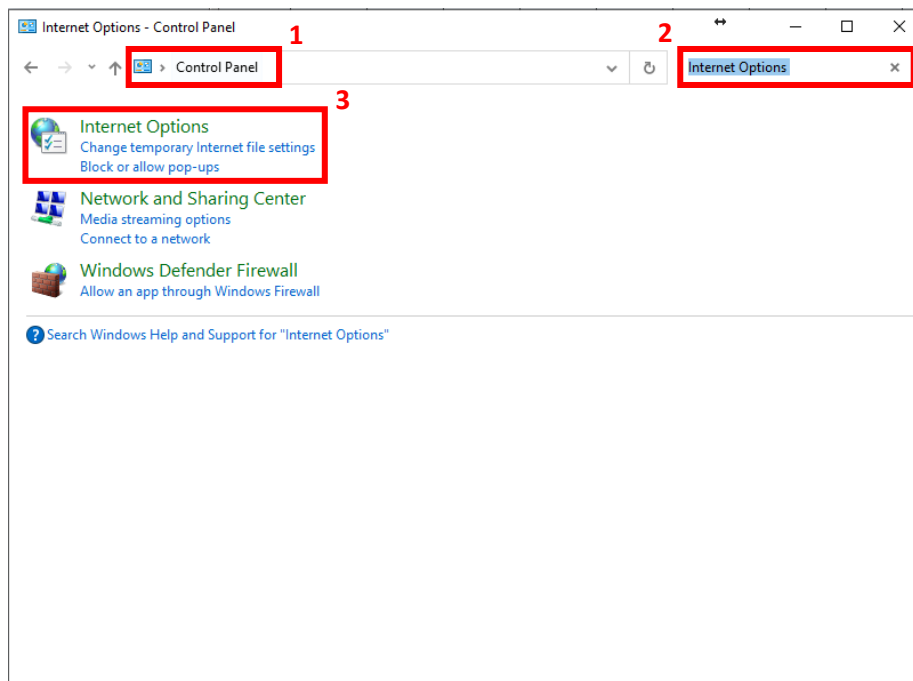 Internet Options - Control Panel
1
2
Control Panel
Internet Options
3
Internet Options
Change temporary Internet file settings
Block or allow pop-ups
Network and Sharing Center
Media streaming options
Connect to a network
Windows Defender Firewall
Allow an app through Windows Firewall
Search Windows Help and Support for "Internet Options"